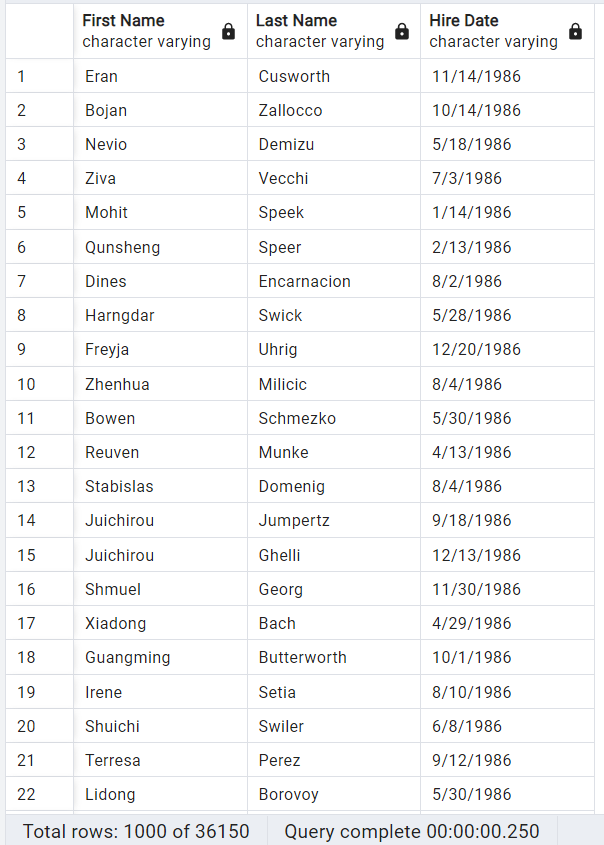 First Name Last Name Hire Date
character varying character varying character varying
1 Eran Cusworth 11/14/1986
2 Bojan Zallocco 10/14/1986
3 Nevio Demizu 5/18/1986
4 Ziva Vecchi 7/3/1986
5 Mohit Speek 1/14/1986
6 Qunsheng Speer 2/13/1986
7 Dines Encarnacion 8/2/1986
8 Harngdar Swick 5/28/1986
9 Freyja Uhrig 12/20/1986
10 Zhenhua Milicic 8/4/1986
11 Bowen Schmezko 5/30/1986
12 Reuven Munke 4/13/1986
13 Stabislas Domenig 8/4/1986
14 Juichirou Jumpertz 9/18/1986
15 Juichirou Ghelli 12/13/1986
16 Shmuel Georg 11/30/1986
17 Xiadong Bach 4/29/1986
18 Guangming Butterworth 10/1/1986
19 Irene Setia 8/10/1986
20 Shuichi Swiler 6/8/1986
21 Terresa Perez 9/12/1986
22 Lidong Borovoy 5/30/1986
Total rows: 1000 of 36150 Query complete 00:00:00.250